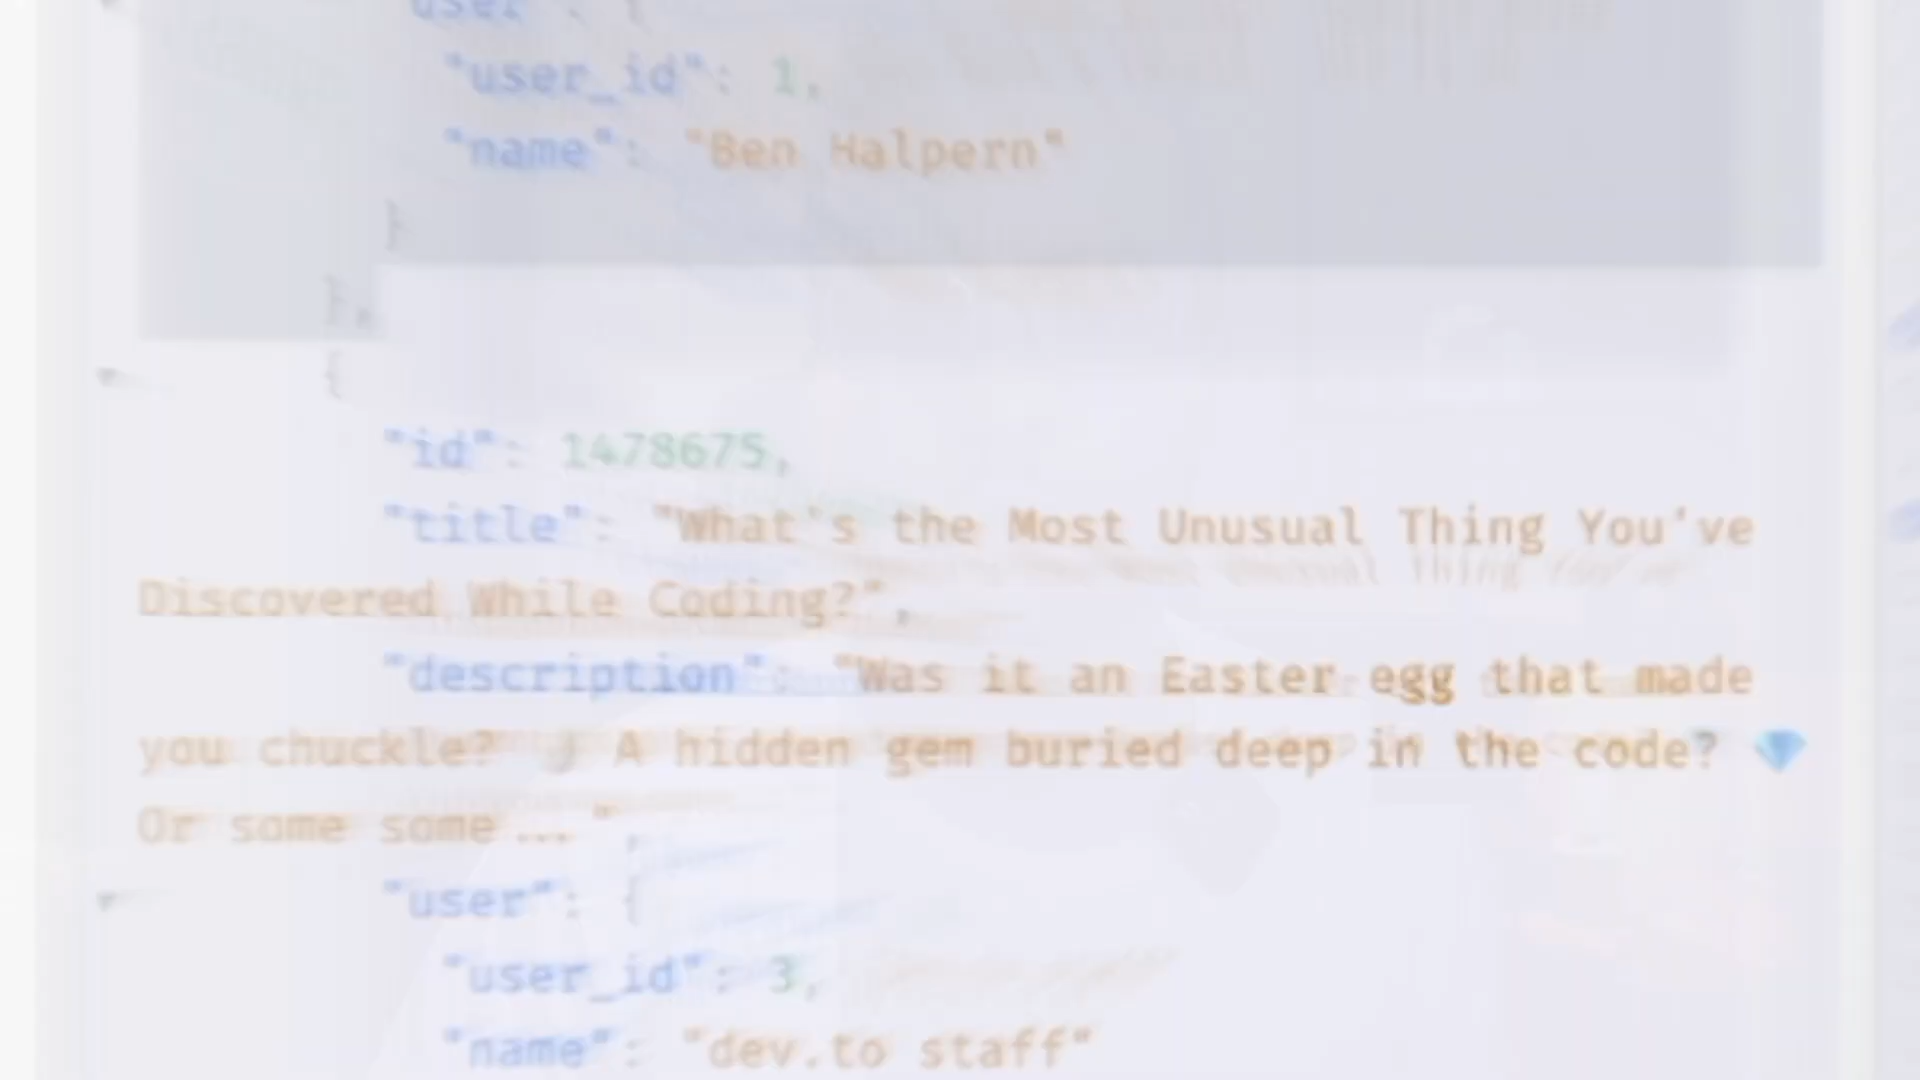 "user": {
"user_id": 1,
"name": "Ben Halpern"
}
},
{
"id": 1478675,
"title": "What's the Most Unusual Thing You've
Discovered While Coding?",
"description": "Was it an Easter egg that made
you chuckle? A hidden gem buried deep in the code? 💎
Or some some...",
"user": {
"user_id": 3,
"name": "dev.to staff"